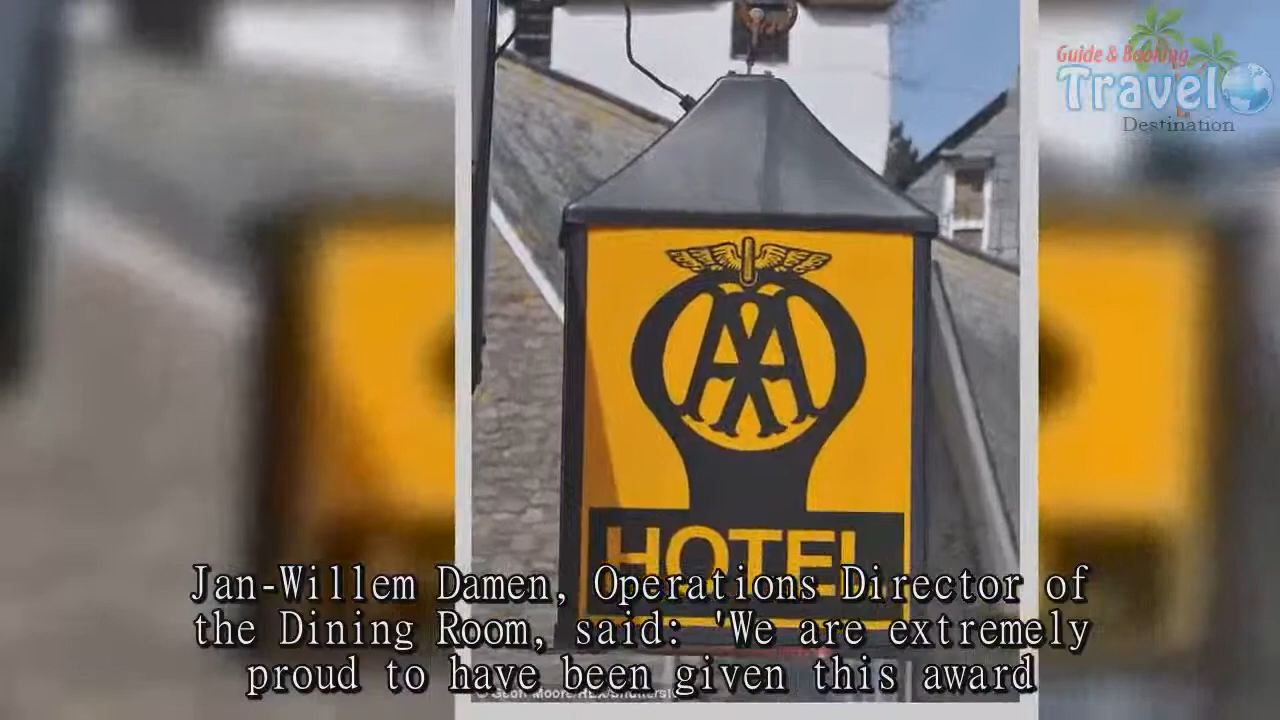 Guide & Booking
Travel
Destination
AA
HOTEL
Jan-Willem Damen, Operations Director of
the Dining Room, said: 'We are extremely
proud to have been given this award